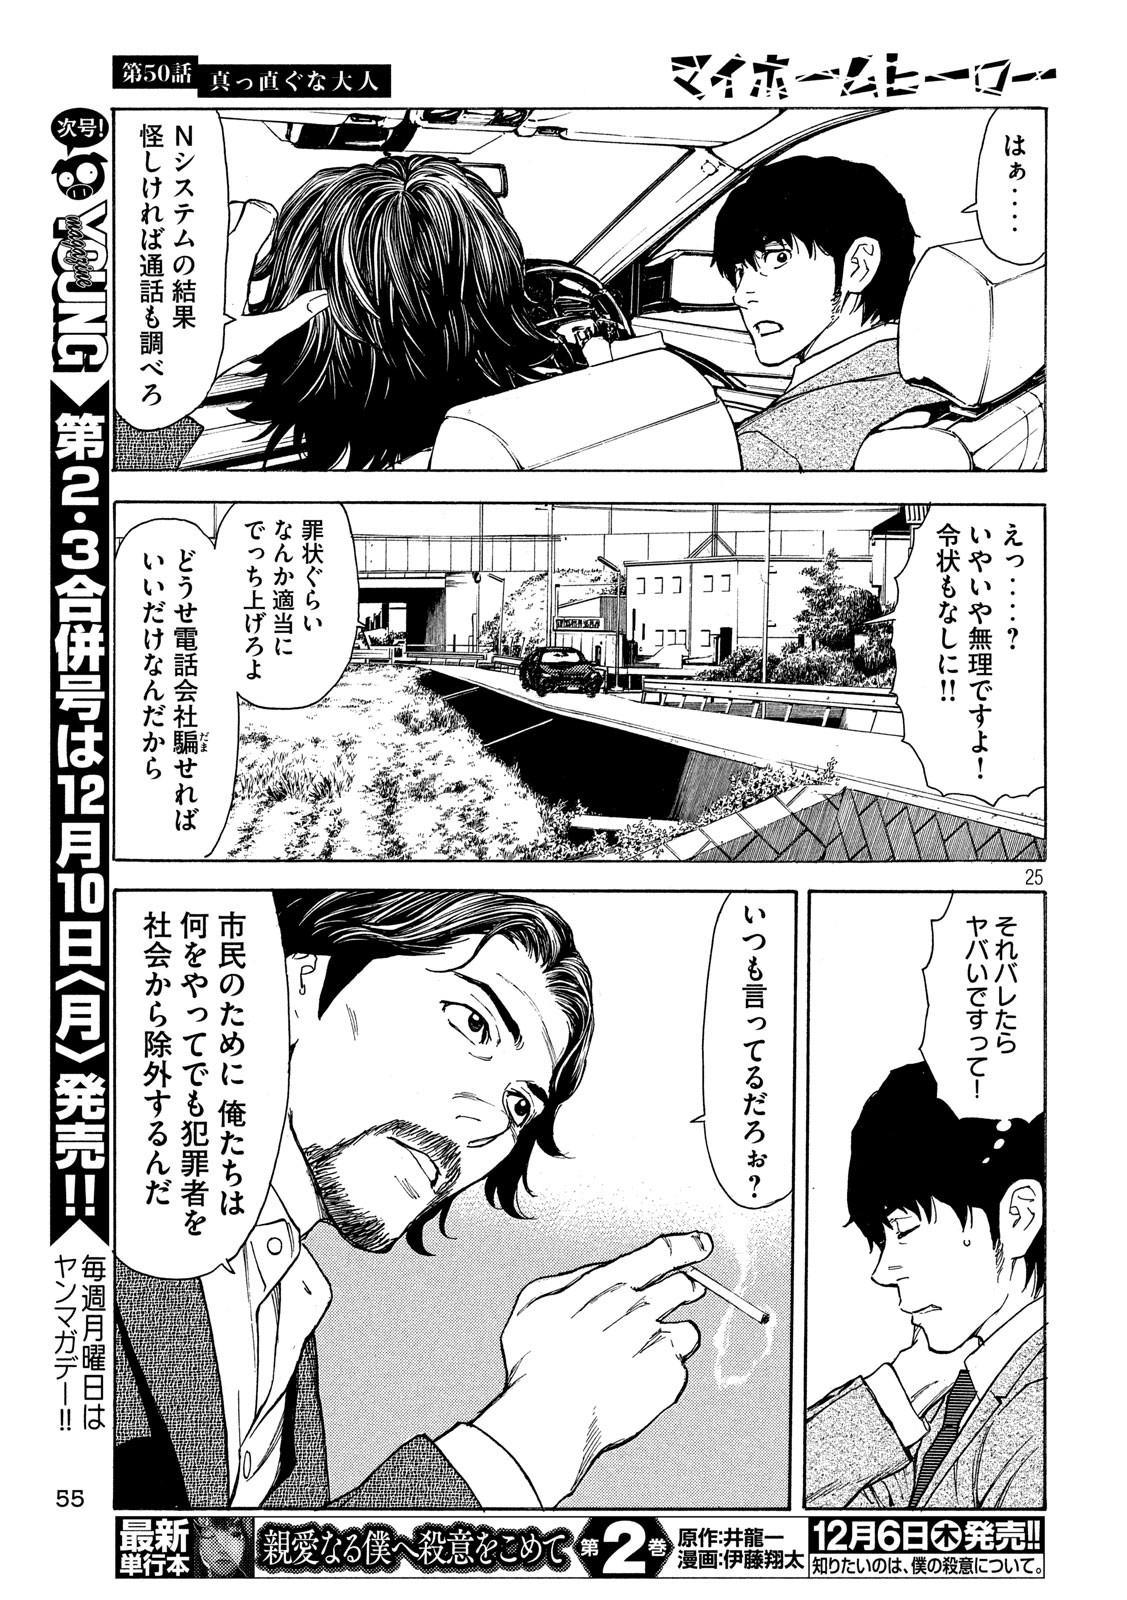 第50話
真っ直ぐな大人
マイホームヒーロー
はぁ‥‥
Nシステムの結果
怪しければ通話も調べろ
えっ‥‥‥?
いやいや無理ですよ!
令状もなしに!!
罪状ぐらい
なんか適当に
でっち上げろよ
どうせ電話会社騙せれば
だま
いいだけなんだから
25
それバレたら
ヤバいですって!
いつも言ってるだろぉ?
市民のために 俺たちは
何をやってでも犯罪者を
社会から除外するんだ
次号!
YOUNG
magazine
第2・3合併号は12月10日〈月〉発売!!
毎週月曜日は
ヤンマガデー!!
55
最新
単行本
親愛なる僕へ殺意をこめて
第2巻
原作:井龍一
漫画:伊藤翔太
12月6日㊍発売!!
知りたいのは、僕の殺意について。